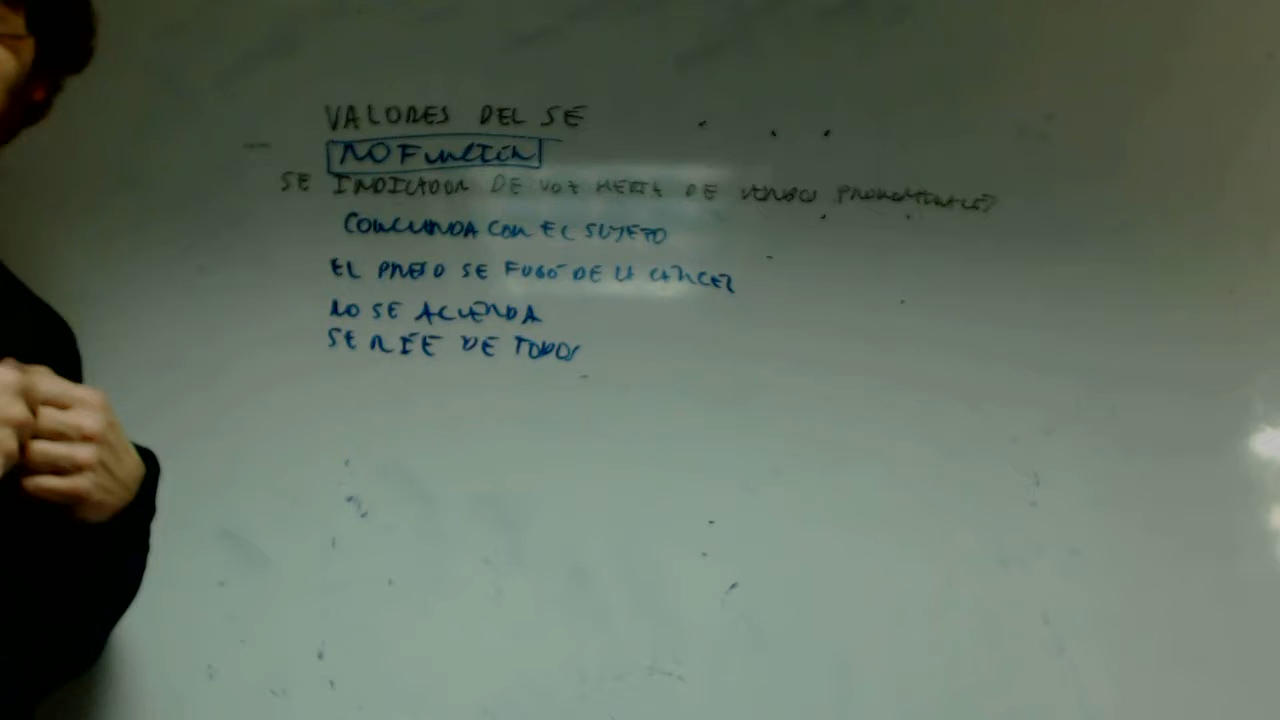 VALORES DEL SE
NO Función
SE INDICADOR DE VOZ MEDIA DE VERBOS PRONOMINALES
CONCUERDA CON EL SUJETO
EL PRESO SE FUGÓ DE LA CÁRCEL
NO SE ACUERDA
SE RÍE DE TODOS